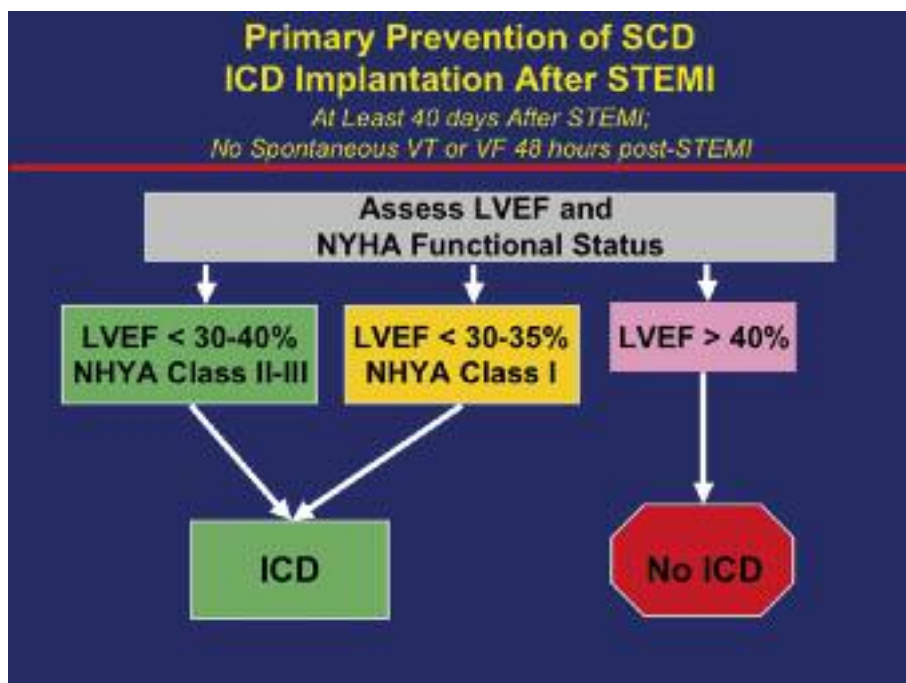 Primary Prevention of SCD
ICD Implantation After STEMI
At Least 40 days After STEMI;
No Spontaneous VT or VF 48 hours post-STEMI
Assess LVEF and
NYHA Functional Status
LVEF < 30-40%
NHYA Class II-III
LVEF < 30-35%
NHYA Class I
LVEF > 40%
ICD
No ICD